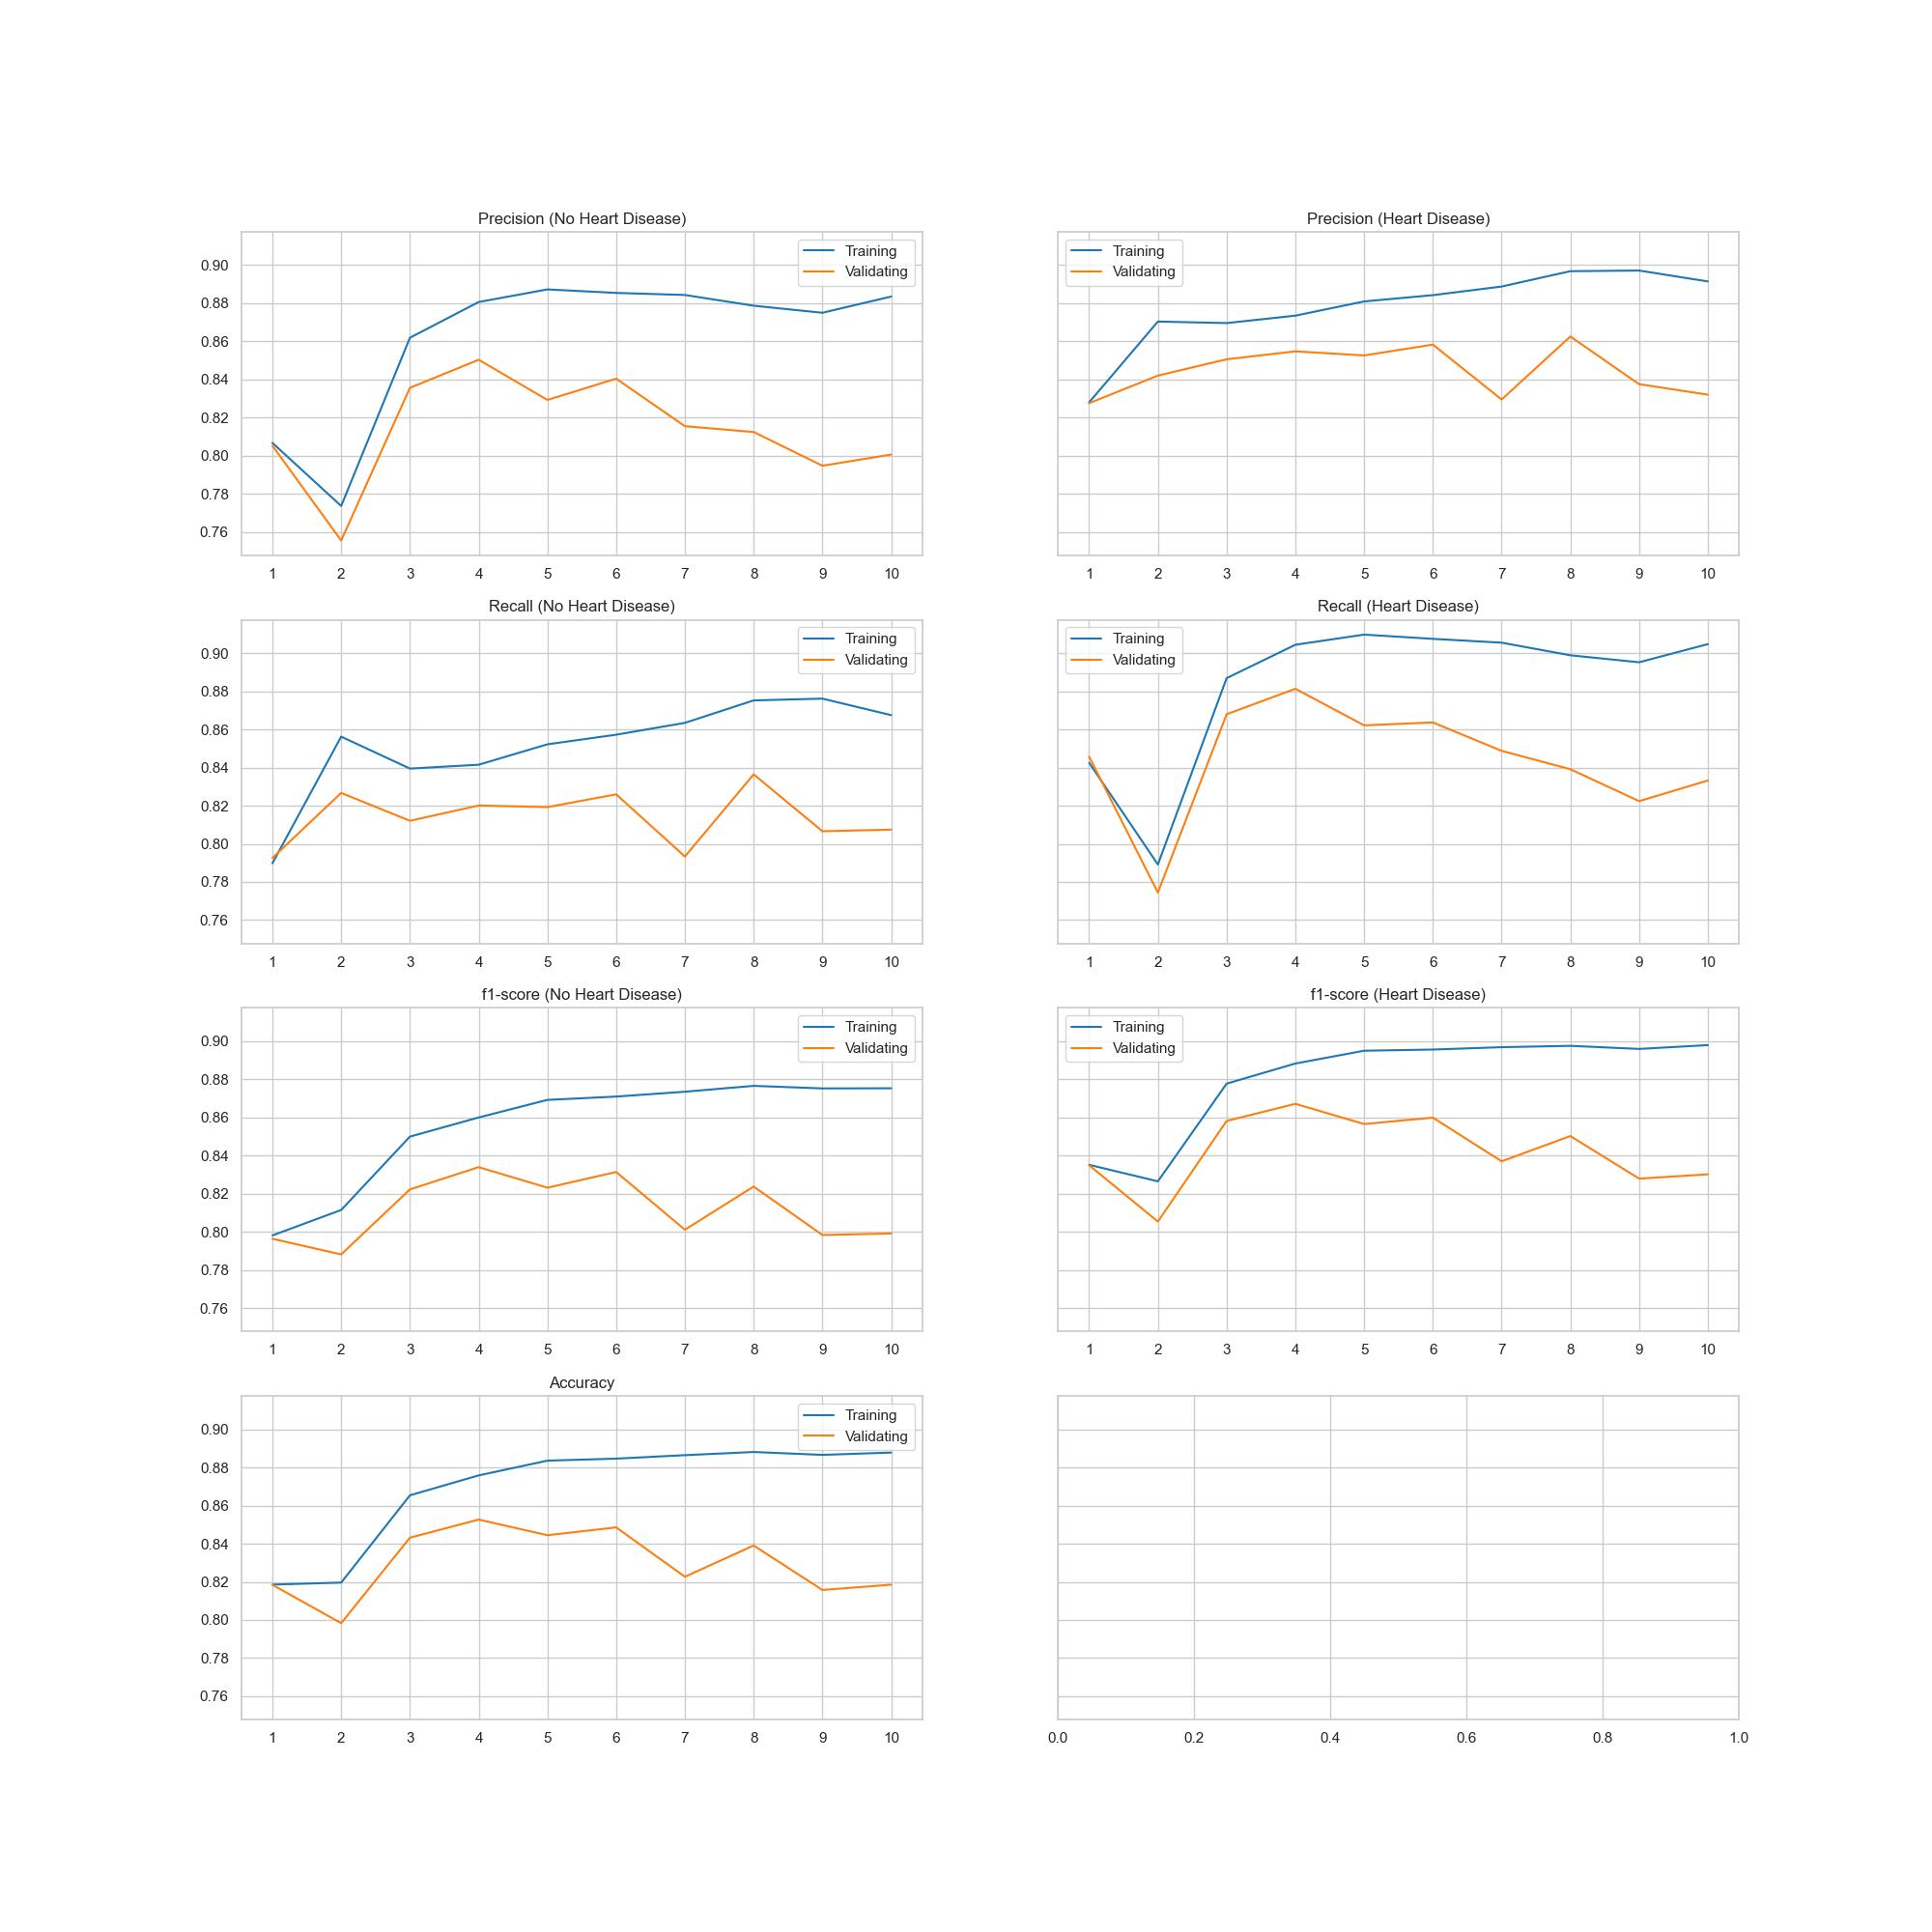 Precision (No Heart Disease)
Training
Validating
0.90
0.88
0.86
0.84
0.82
0.80
0.78
0.76
1 2 3 4 5 6 7 8 9 10
Precision (Heart Disease)
Training
Validating
1 2 3 4 5 6 7 8 9 10
Recall (No Heart Disease)
Training
Validating
0.90
0.88
0.86
0.84
0.82
0.80
0.78
0.76
1 2 3 4 5 6 7 8 9 10
Recall (Heart Disease)
Training
Validating
1 2 3 4 5 6 7 8 9 10
f1-score (No Heart Disease)
Training
Validating
0.90
0.88
0.86
0.84
0.82
0.80
0.78
0.76
1 2 3 4 5 6 7 8 9 10
f1-score (Heart Disease)
Training
Validating
1 2 3 4 5 6 7 8 9 10
Accuracy
Training
Validating
0.90
0.88
0.86
0.84
0.82
0.80
0.78
0.76
1 2 3 4 5 6 7 8 9 10
0.0 0.2 0.4 0.6 0.8 1.0